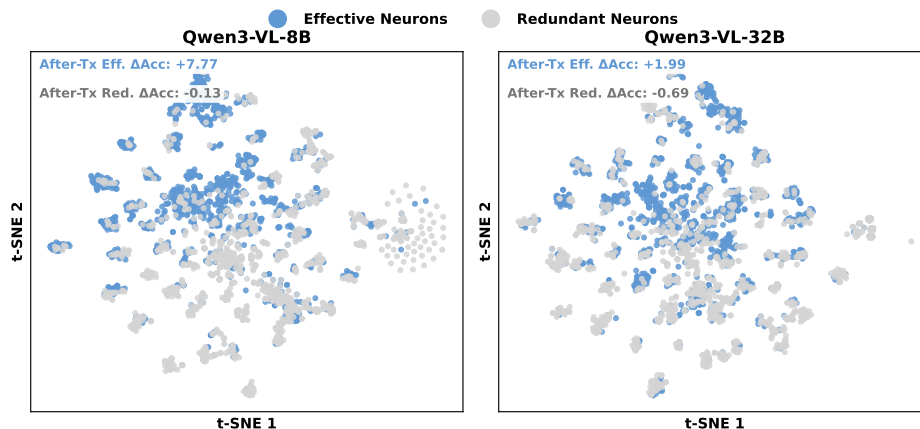 Effective Neurons Redundant Neurons
Qwen3-VL-8B
After-Tx Eff. ΔAcc: +7.77
After-Tx Red. ΔAcc: -0.13
t-SNE 2
t-SNE 1
Qwen3-VL-32B
After-Tx Eff. ΔAcc: +1.99
After-Tx Red. ΔAcc: -0.69
t-SNE 2
t-SNE 1